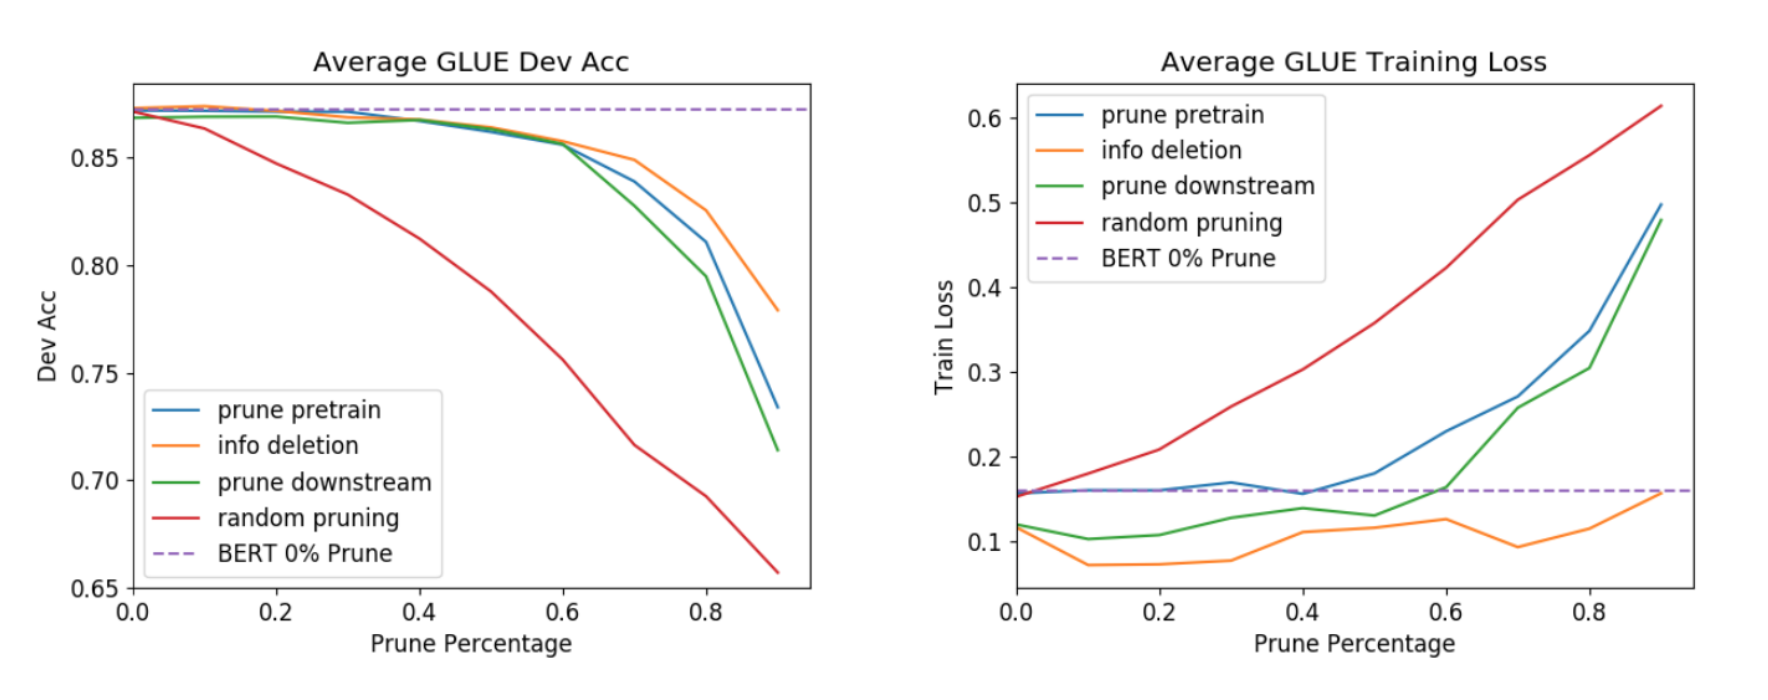 Average GLUE Dev Acc
Dev Acc
0.85
0.80
0.75
0.70
0.65
prune pretrain
info deletion
prune downstream
random pruning
BERT 0% Prune
0.0 0.2 0.4 0.6 0.8
Prune Percentage
Average GLUE Training Loss
Train Loss
0.6
0.5
0.4
0.3
0.2
0.1
prune pretrain
info deletion
prune downstream
random pruning
BERT 0% Prune
0.0 0.2 0.4 0.6 0.8
Prune Percentage